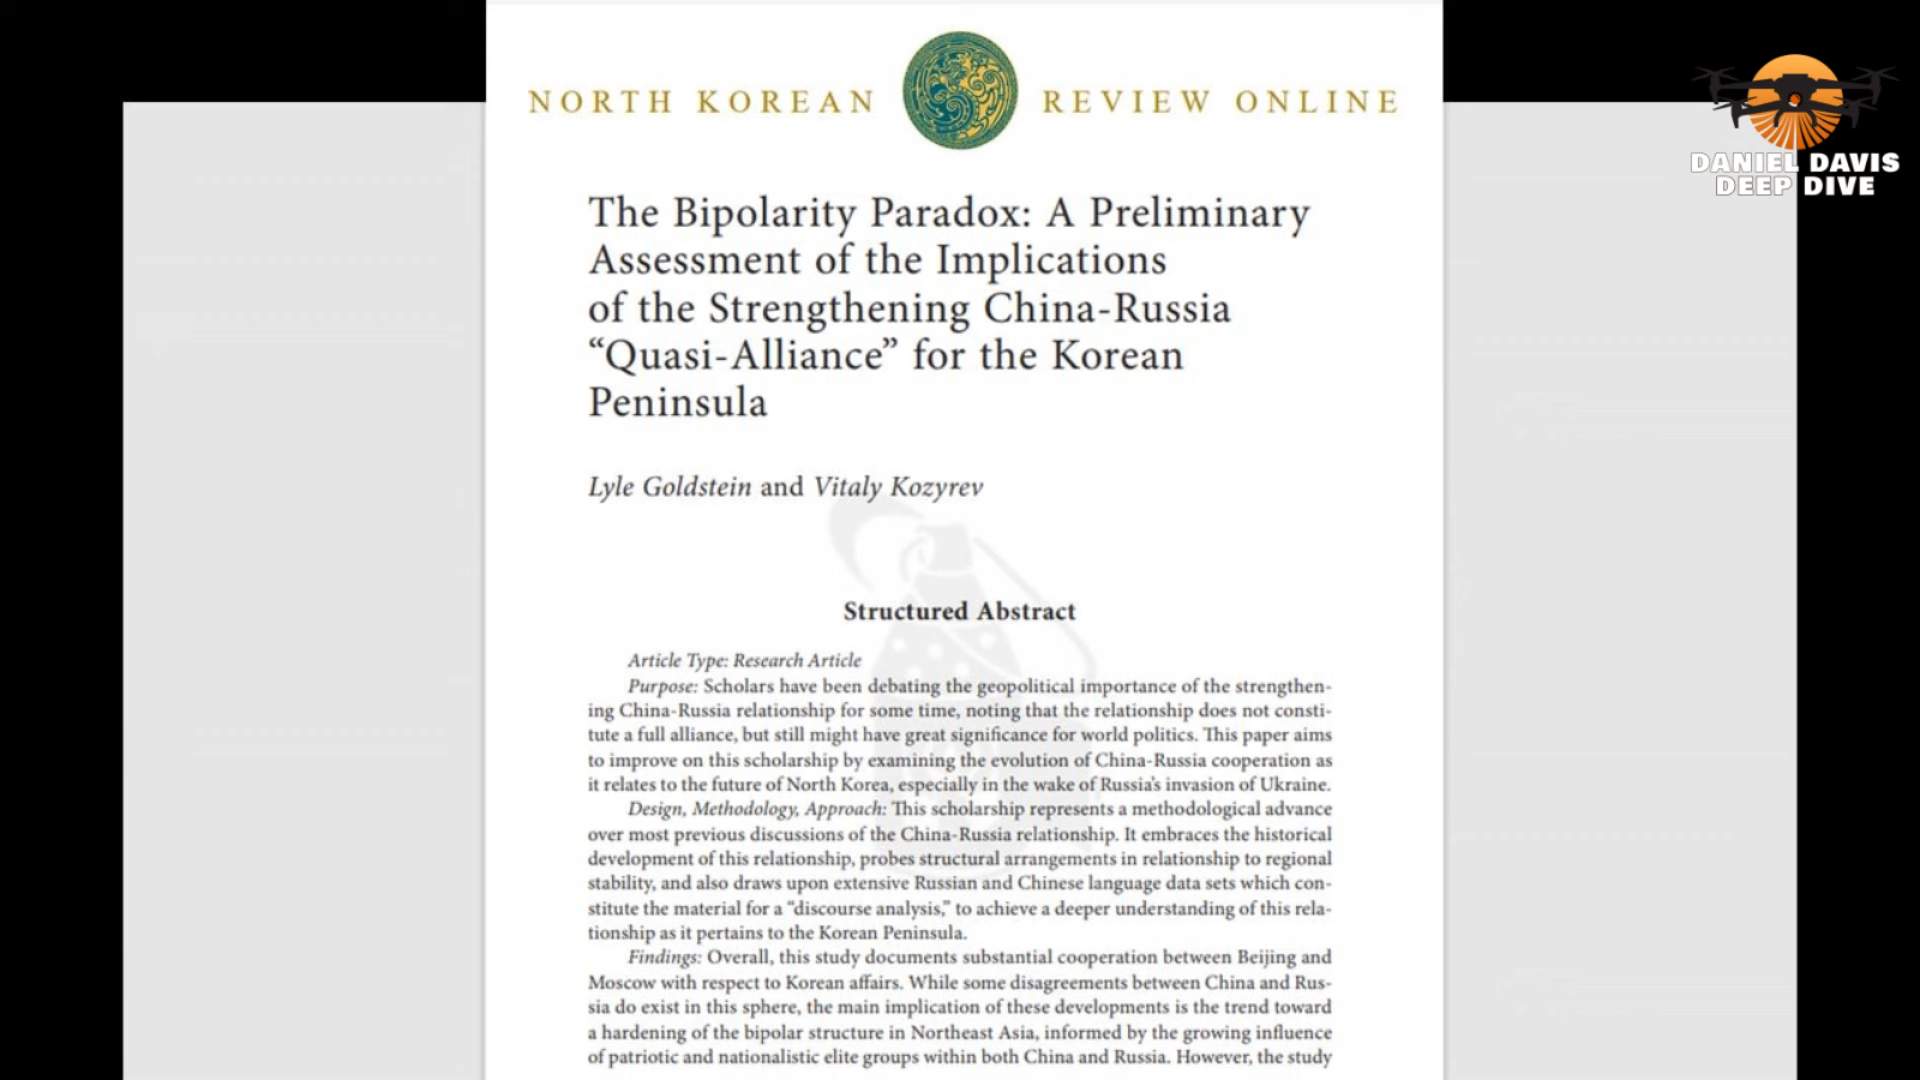 NORTH KOREAN REVIEW ONLINE
DANIEL DAVIS
DEEP DIVE
The Bipolarity Paradox: A Preliminary
Assessment of the Implications
of the Strengthening China-Russia
“Quasi-Alliance” for the Korean
Peninsula
Lyle Goldstein and Vitaly Kozyrev
Structured Abstract
Article Type: Research Article
Purpose: Scholars have been debating the geopolitical importance of the strengthen-
ing China-Russia relationship for some time, noting that the relationship does not consti-
tute a full alliance, but still might have great significance for world politics. This paper aims
to improve on this scholarship by examining the evolution of China-Russia cooperation as
it relates to the future of North Korea, especially in the wake of Russia’s invasion of Ukraine.
Design, Methodology, Approach: This scholarship represents a methodological advance
over most previous discussions of the China-Russia relationship. It embraces the historical
development of this relationship, probes structural arrangements in relationship to regional
stability, and also draws upon extensive Russian and Chinese language data sets which con-
stitute the material for a “discourse analysis,” to achieve a deeper understanding of this rela-
tionship as it pertains to the Korean Peninsula.
Findings: Overall, this study documents substantial cooperation between Beijing and
Moscow with respect to Korean affairs. While some disagreements between China and Rus-
sia do exist in this sphere, the main implication of these developments is the trend toward
a hardening of the bipolar structure in Northeast Asia, informed by the growing influence
of patriotic and nationalistic elite groups within both China and Russia. However, the study